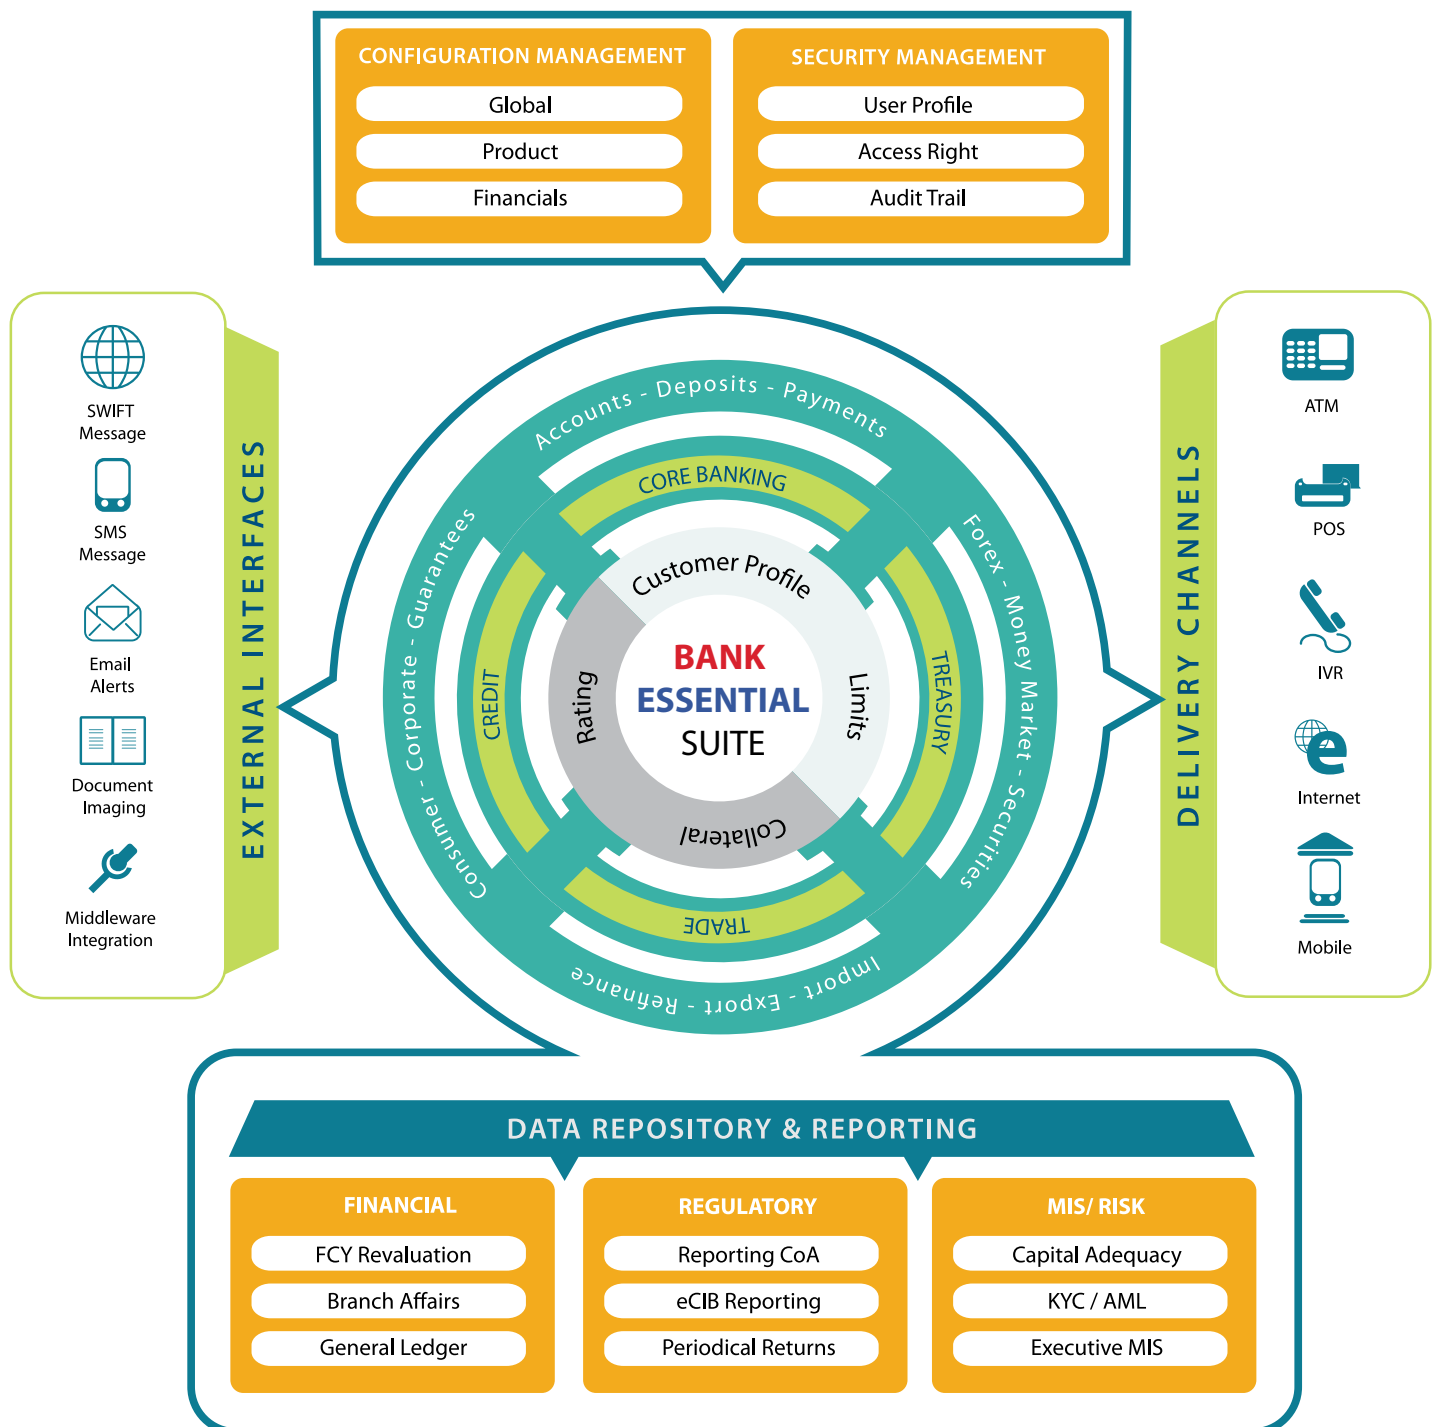 CONFIGURATION MANAGEMENT
Global
Product
Financials
SECURITY MANAGEMENT
User Profile
Access Right
Audit Trail
EXTERNAL INTERFACES
SWIFT
Message
SMS
Message
Email
Alerts
Document
Imaging
Middleware
Integration
Accounts - Deposits - Payments
Forex - Money Market - Securities
Import - Export - Refinance
Consumer - Corporate - Guarantees
CORE BANKING
TREASURY
TRADE
CREDIT
Customer Profile
Limits
Collateral
Rating
BANK
ESSENTIAL
SUITE
DELIVERY CHANNELS
ATM
POS
IVR
Internet
Mobile
DATA REPOSITORY & REPORTING
FINANCIAL
FCY Revaluation
Branch Affairs
General Ledger
REGULATORY
Reporting CoA
eCIB Reporting
Periodical Returns
MIS/ RISK
Capital Adequacy
KYC / AML
Executive MIS